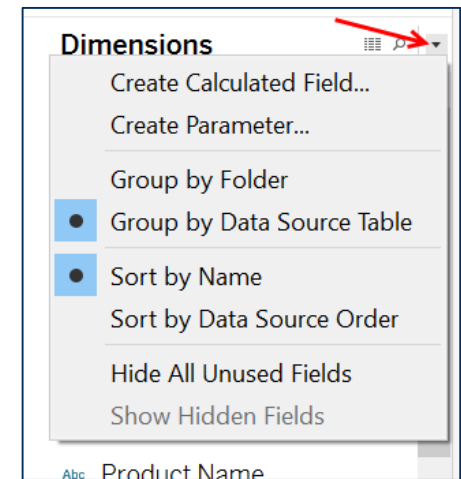 Dimensions
Create Calculated Field...
Create Parameter...
Group by Folder
Group by Data Source Table
Sort by Name
Sort by Data Source Order
Hide All Unused Fields
Show Hidden Fields
Abc Product Name